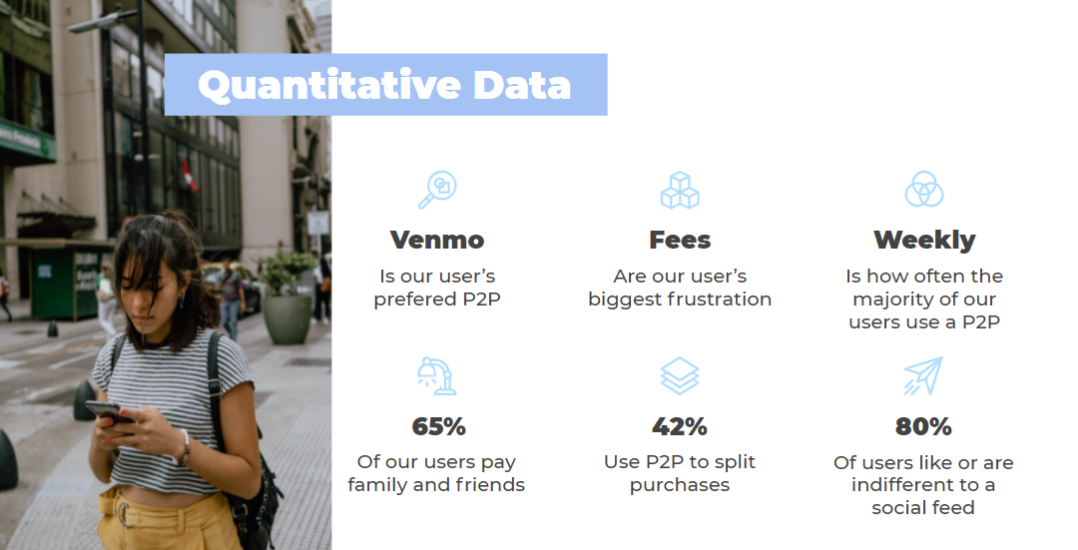 Quantitative Data
Venmo
Is our user's
prefered P2P
Fees
Are our user's
biggest frustration
Weekly
Is how often the
majority of our
users use a P2P
65%
Of our users pay
family and friends
42%
Use P2P to split
purchases
80%
Of users like or are
indifferent to a
social feed